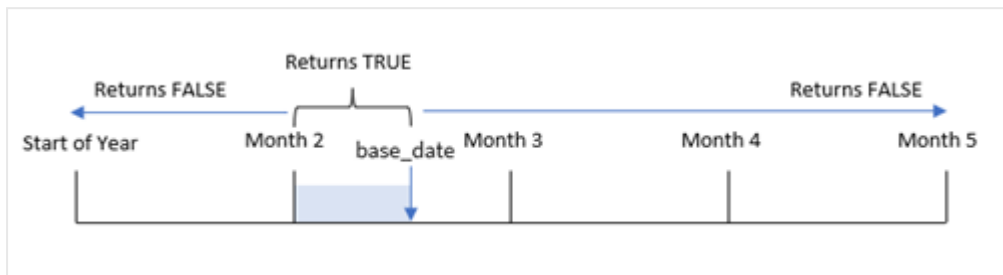 Returns TRUE
Returns FALSE
Returns FALSE
Start of Year
Month 2
base_date
Month 3
Month 4
Month 5